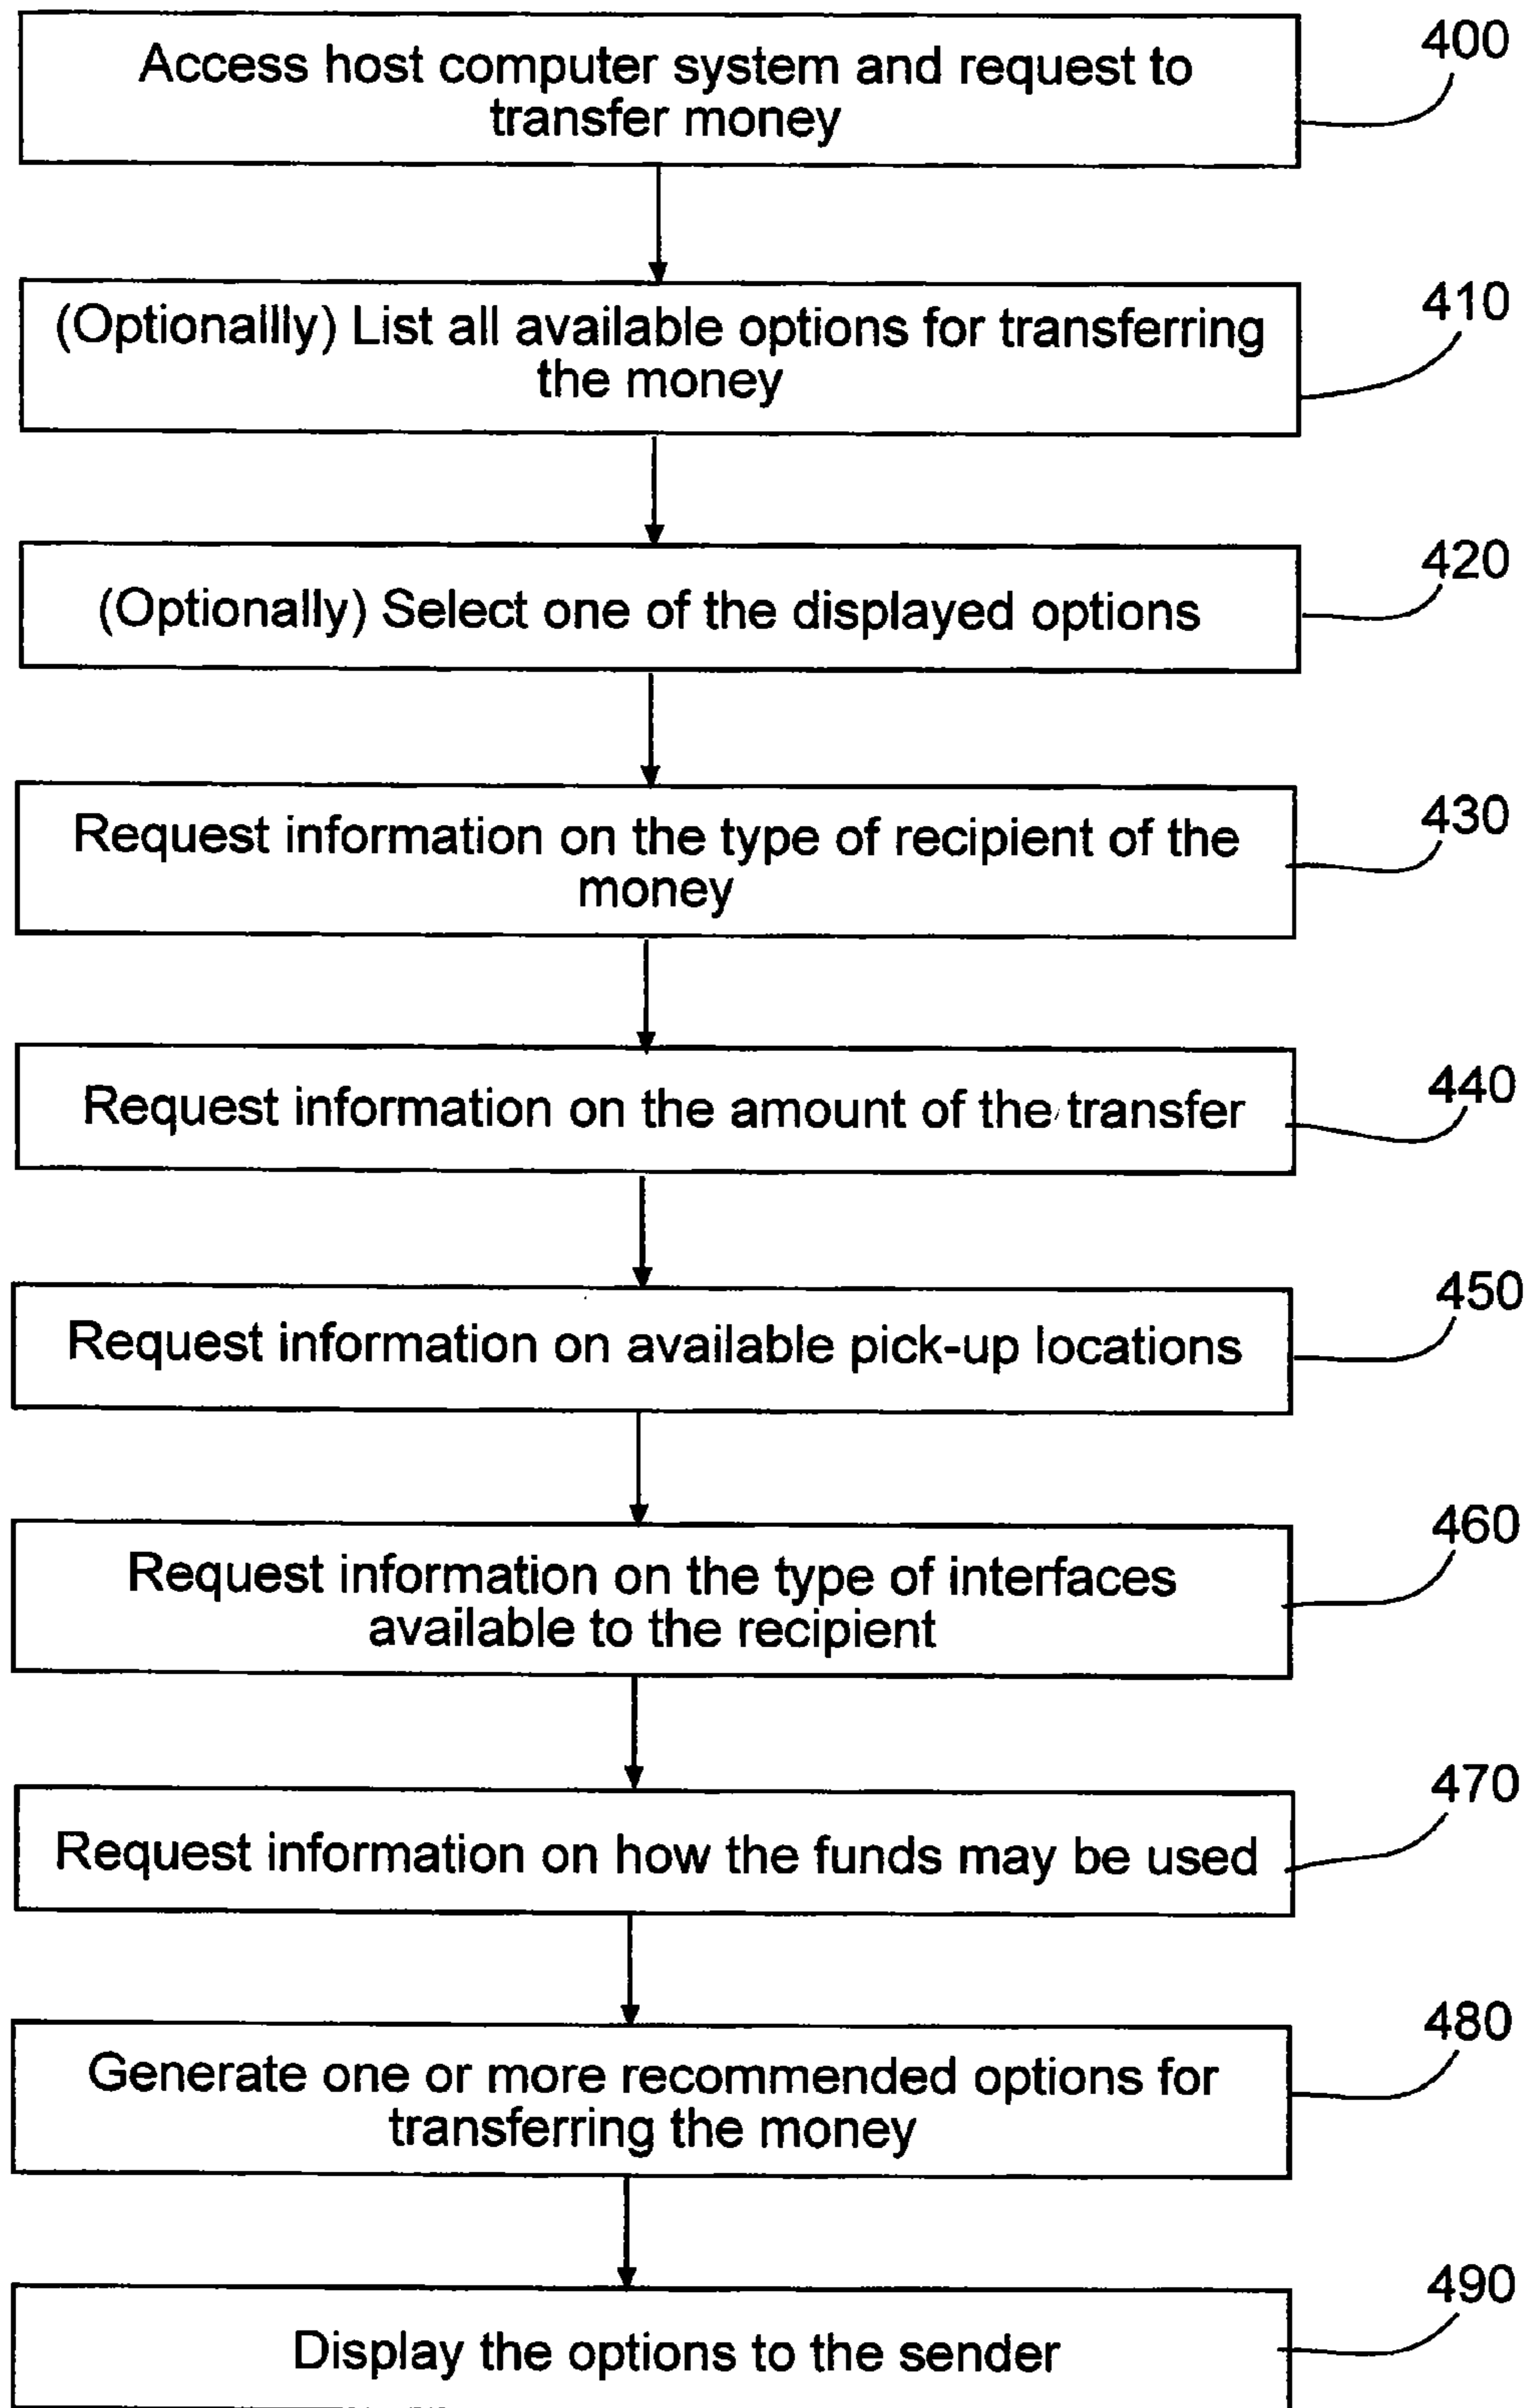 Access host computer system and request to
transfer money
400
(Optionallly) List all available options for transferring
the money
410
(Optionally) Select one of the displayed options
420
Request information on the type of recipient of the
money
430
Request information on the amount of the transfer
440
Request information on available pick-up locations
450
Request information on the type of interfaces
available to the recipient
460
Request information on how the funds may be used
470
Generate one or more recommended options for
transferring the money
480
Display the options to the sender
490